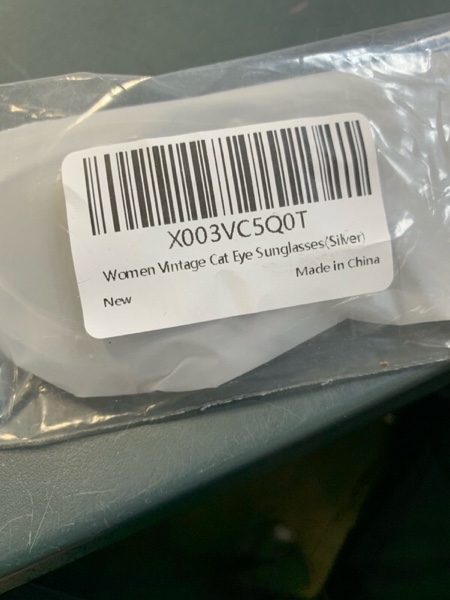 X003VC5Q0T
Women Vintage Cat Eye Sunglasses(Silver)
Made in China
New